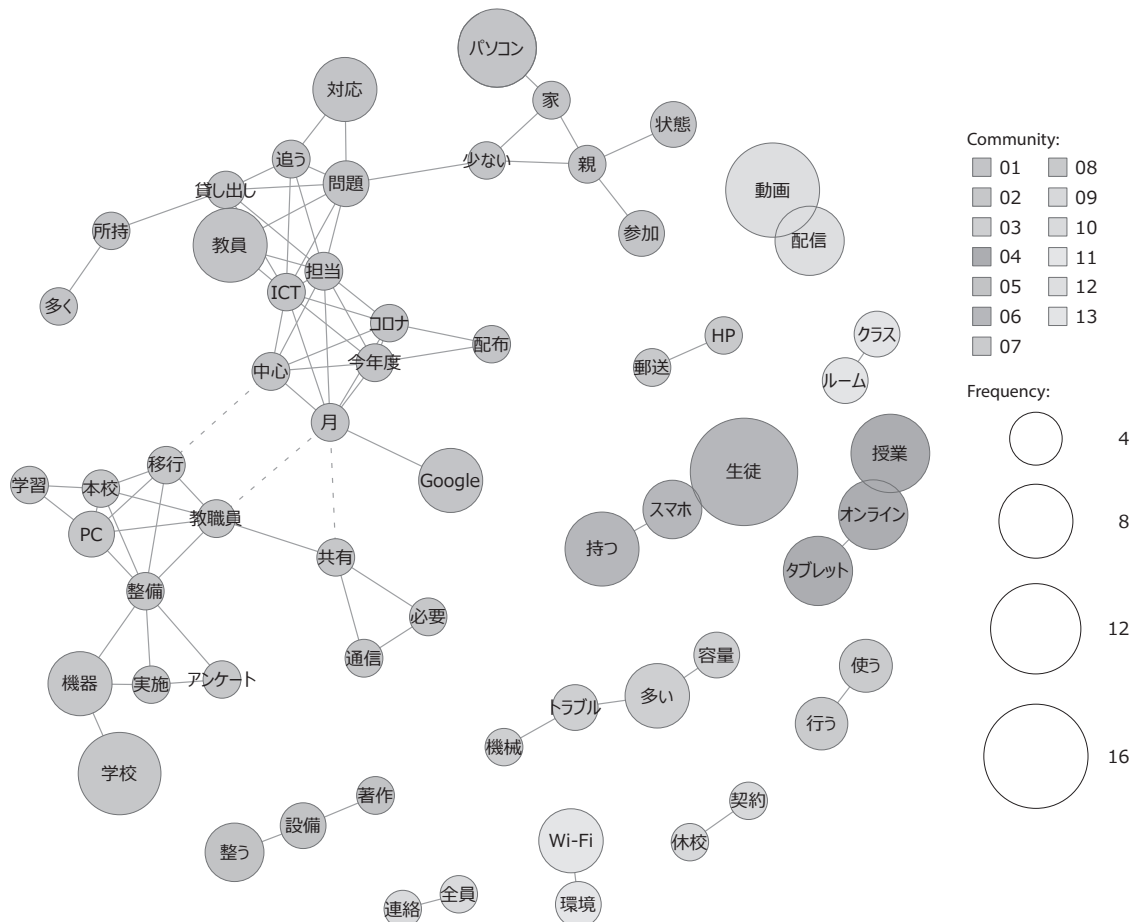 パソコン
対応
家
状態
追う
少ない
親
問題
貸し出し
動画
所持
教員
参加
配信
担当
ICT
多く
コロナ
HP
クラス
配布
今年度
郵送
中心
ルーム
月
授業
移行
生徒
Google
学習
本校
スマホ
オンライン
教職員
PC
持つ
共有
タブレット
整備
必要
通信
容量
使う
機器
実施
アンケート
多い
トラブル
行う
機械
学校
著作
契約
設備
Wi-Fi
休校
整う
全員
環境
連絡
Community:
01 08
02 09
03 10
04 11
05 12
06 13
07
Frequency:
4
8
12
16